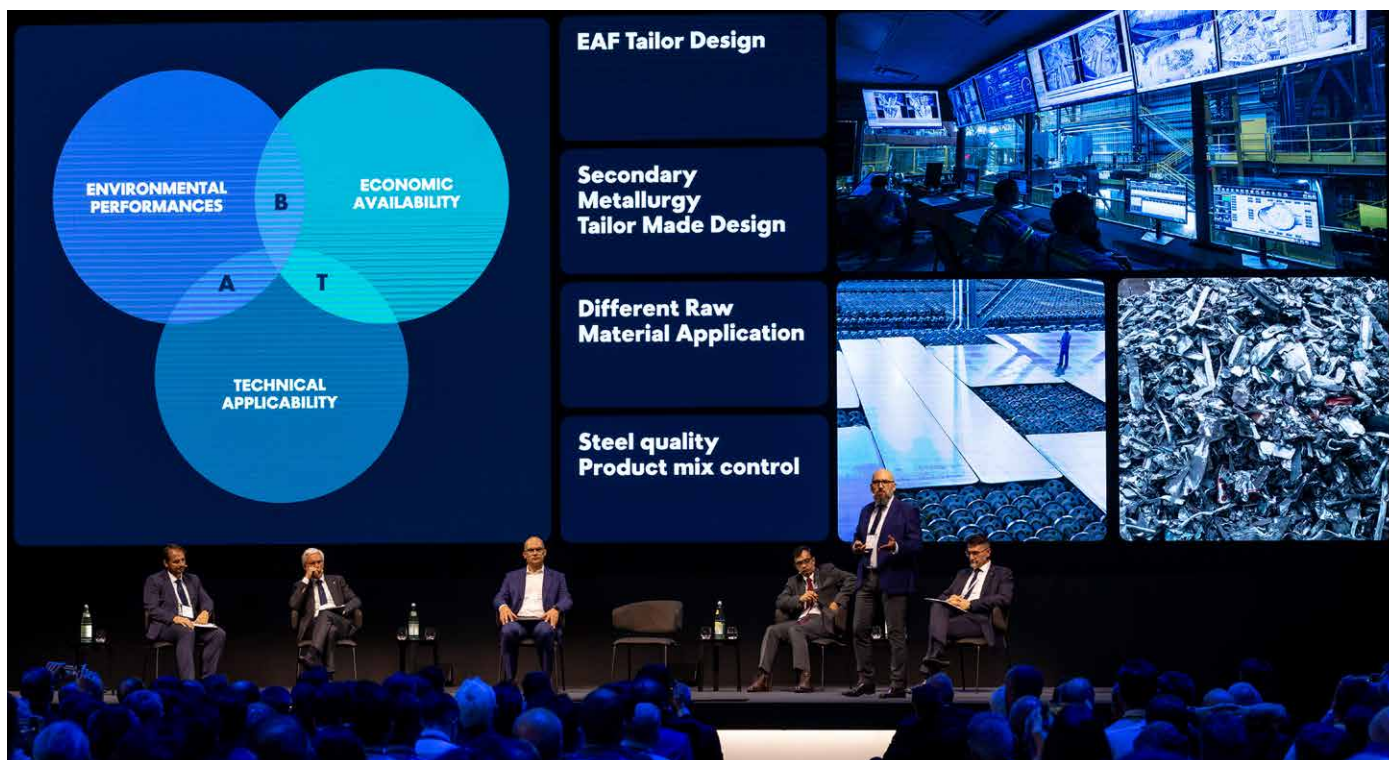 ENVIRONMENTAL
PERFORMANCES
B
ECONOMIC
AVAILABILITY
A
T
TECHNICAL
APPLICABILITY
EAF Tailor Design
Secondary
Metallurgy
Tailor Made Design
Different Raw
Material Application
Steel quality
Product mix control